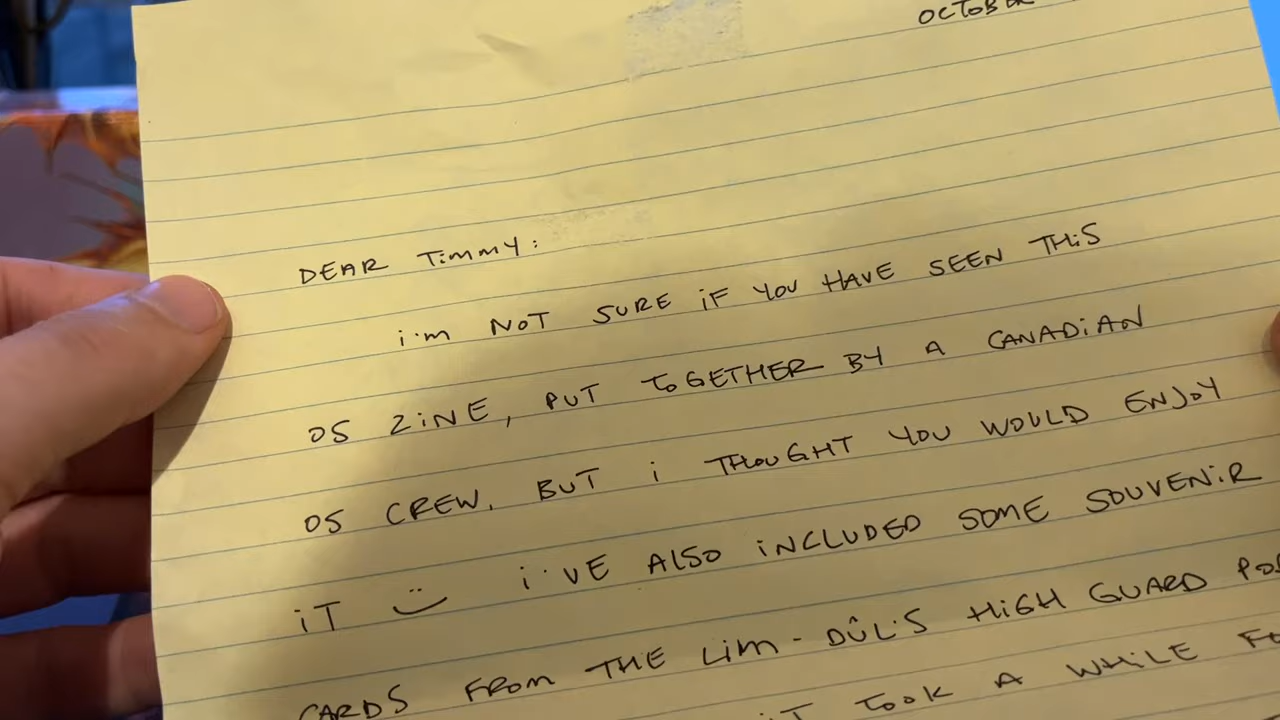 DEAR TiMMY:
i'm NOT SURE iF YOU HAVE SEEN THiS
OS ZiNE, PUT TOGETHER BY A CANADiAN
OS CREW, BUT i THOUGHT YOU WOULD ENJOY
iT ツ i'VE ALSO iNCLUDED SOME SOUVENiR
CARDS FROM THE LiM-DÛL'S HiGH GUARD
iT TOOK A WHiLE